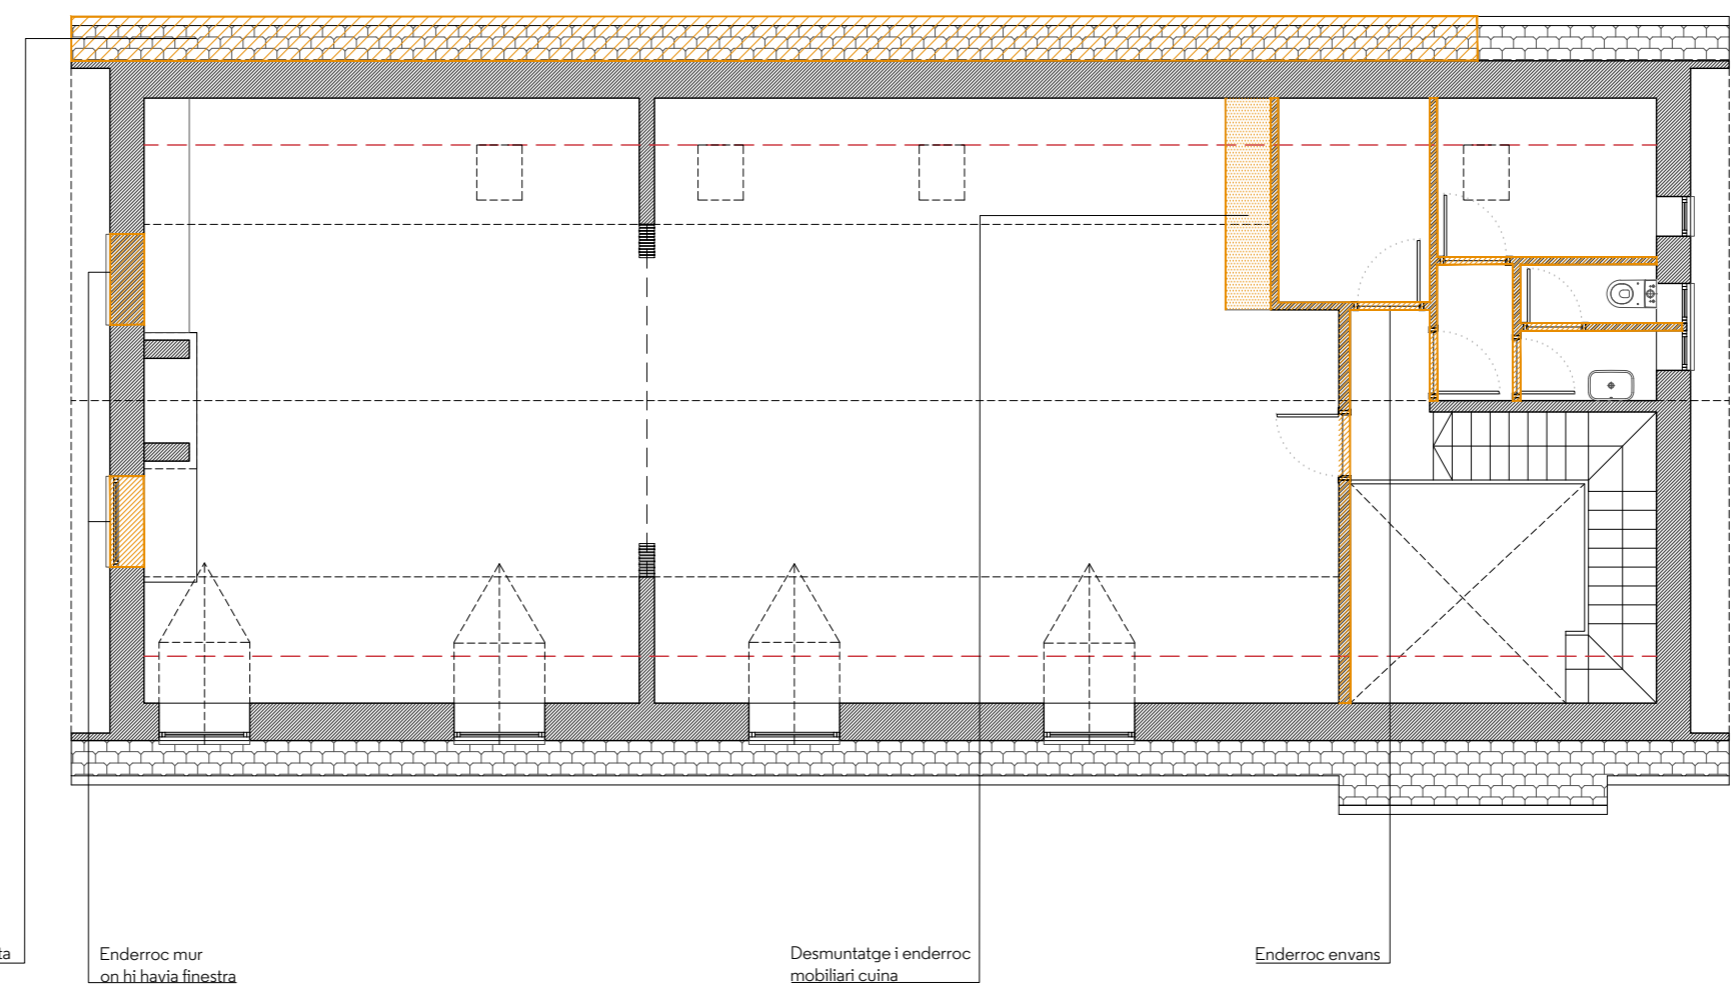 ta
Enderroc mur
on hi havia finestra
Desmuntatge i enderroc
mobiliari cuina
Enderroc envans